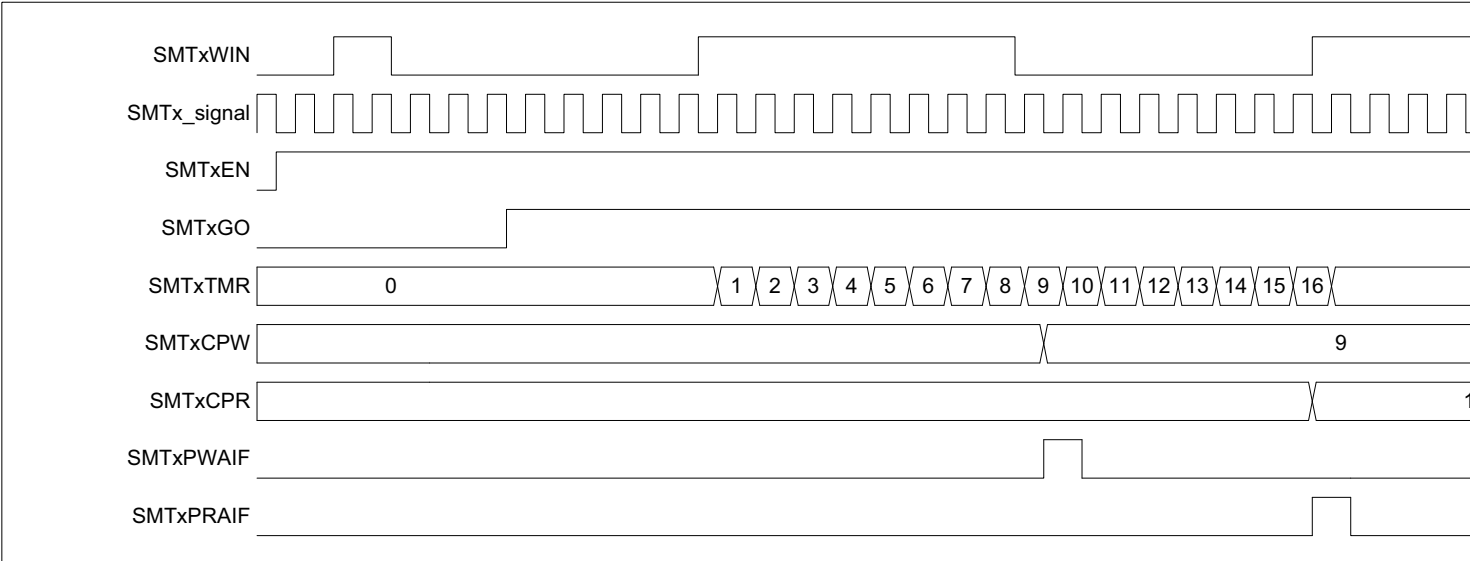 SMTxWIN
SMTx_signal
SMTxEN
SMTxGO
SMTxTMR 0 1 2 3 4 5 6 7 8 9 10 11 12 13 14 15 16
SMTxCPW 9
SMTxCPR
SMTxPWAIF
SMTxPRAIF